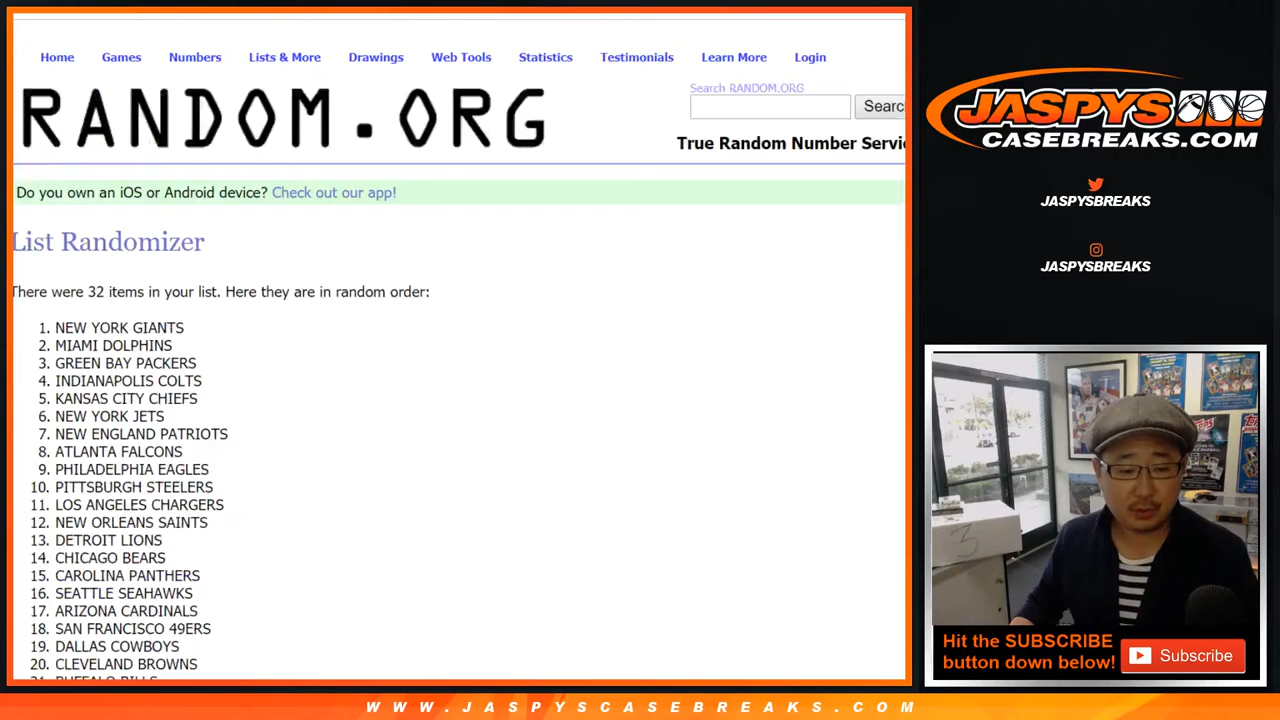 Home Games Numbers Lists & More Drawings Web Tools Statistics Testimonials Learn More Login
Search RANDOM.ORG
RANDOM.ORG
Searc
True Random Number Servi
Do you own an iOS or Android device? Check out our app!
List Randomizer
There were 32 items in your list. Here they are in random order:
1. NEW YORK GIANTS
2. MIAMI DOLPHINS
3. GREEN BAY PACKERS
4. INDIANAPOLIS COLTS
5. KANSAS CITY CHIEFS
6. NEW YORK JETS
7. NEW ENGLAND PATRIOTS
8. ATLANTA FALCONS
9. PHILADELPHIA EAGLES
10. PITTSBURGH STEELERS
11. LOS ANGELES CHARGERS
12. NEW ORLEANS SAINTS
13. DETROIT LIONS
14. CHICAGO BEARS
15. CAROLINA PANTHERS
16. SEATTLE SEAHAWKS
17. ARIZONA CARDINALS
18. SAN FRANCISCO 49ERS
19. DALLAS COWBOYS
20. CLEVELAND BROWNS
21. BUFFALO BILLS
JASPYS
CASEBREAKS.COM
JASPYSBREAKS
JASPYSBREAKS
3
TOPPS
Hit the SUBSCRIBE
button down below!
Subscribe
WWW.JASPYSCASEBREAKS.COM